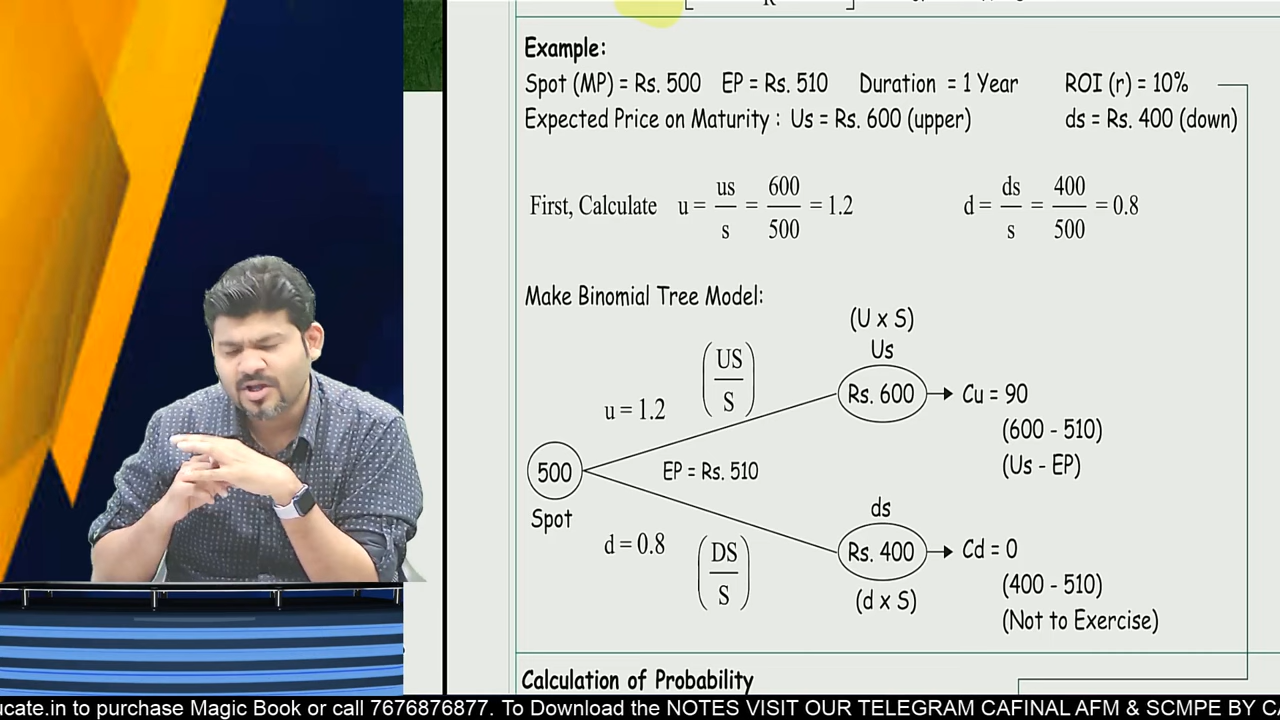 Example:
Spot (MP) = Rs. 500 EP = Rs. 510 Duration = 1 Year ROI (r) = 10%
Expected Price on Maturity : Us = Rs. 600 (upper) ds = Rs. 400 (down)
First, Calculate u = us/s = 600/500 = 1.2 d = ds/s = 400/500 = 0.8
Make Binomial Tree Model:
(U x S)
Us
(US/S)
u = 1.2
Rs. 600
Cu = 90
(600 - 510)
(Us - EP)
500
EP = Rs. 510
Spot
ds
d = 0.8
(DS/S)
Rs. 400
Cd = 0
(d x S)
(400 - 510)
(Not to Exercise)
Calculation of Probability
ucate.in to purchase Magic Book or call 7676876877. To Download the NOTES VISIT OUR TELEGRAM CAFINAL AFM & SCMPE BY CA